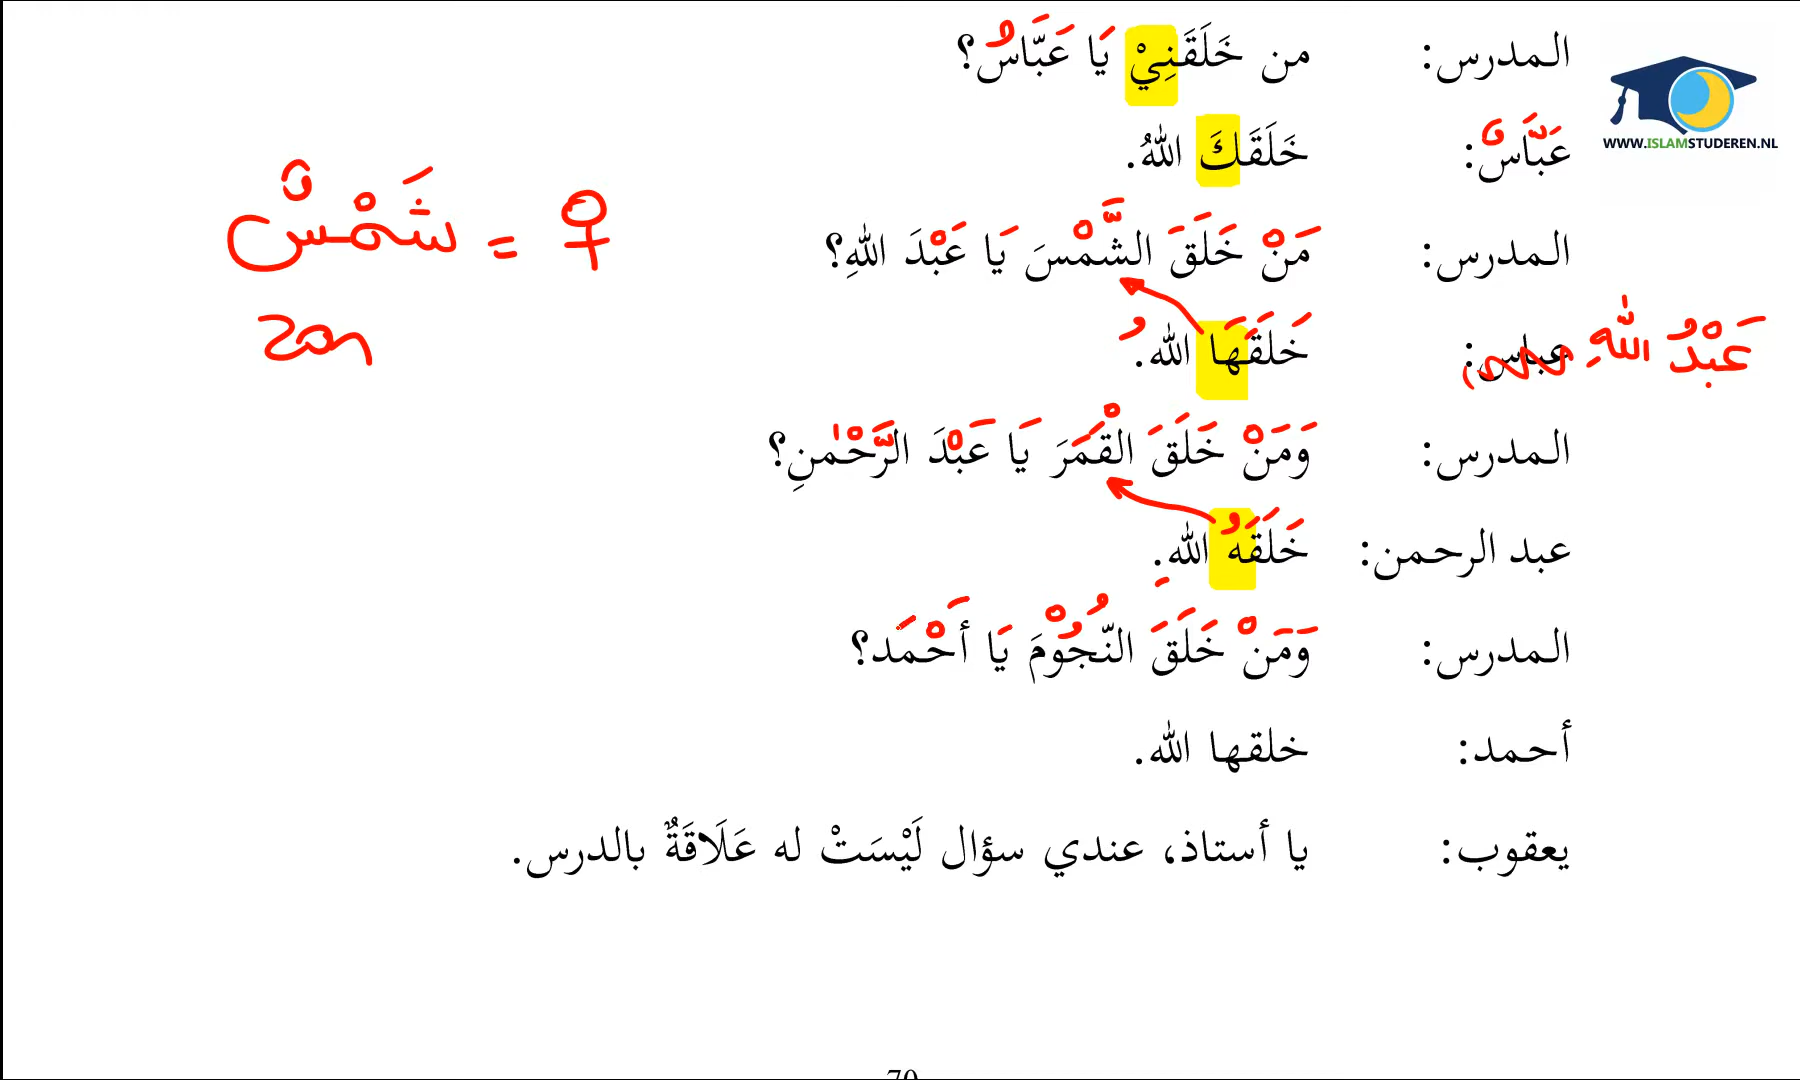 المدرس: من خَلَقَنِيْ يَا عَبَّاسُ؟
WWW.ISLAMSTUDEREN.NL
عَبَّاسٌ: خَلَقَكَ اللهُ.
شَمْسٌ = ♀
المدرس: مَنْ خَلَقَ الشَّمْسَ يَا عَبْدَ اللهِ؟
zon
عَبْدُ اللهِ
عباس: خَلَقَهَا اللهُ.
المدرس: وَمَنْ خَلَقَ الْقَمَرَ يَا عَبْدَ الرَّحْمٰنِ؟
عبد الرحمن: خَلَقَهُ الله.
المدرس: وَمَنْ خَلَقَ النُّجُوْمَ يَا أَحْمَد؟
أحمد: خلقها الله.
يعقوب: يا أستاذ، عندي سؤال لَيْسَتْ له عَلَاقَةٌ بالدرس.